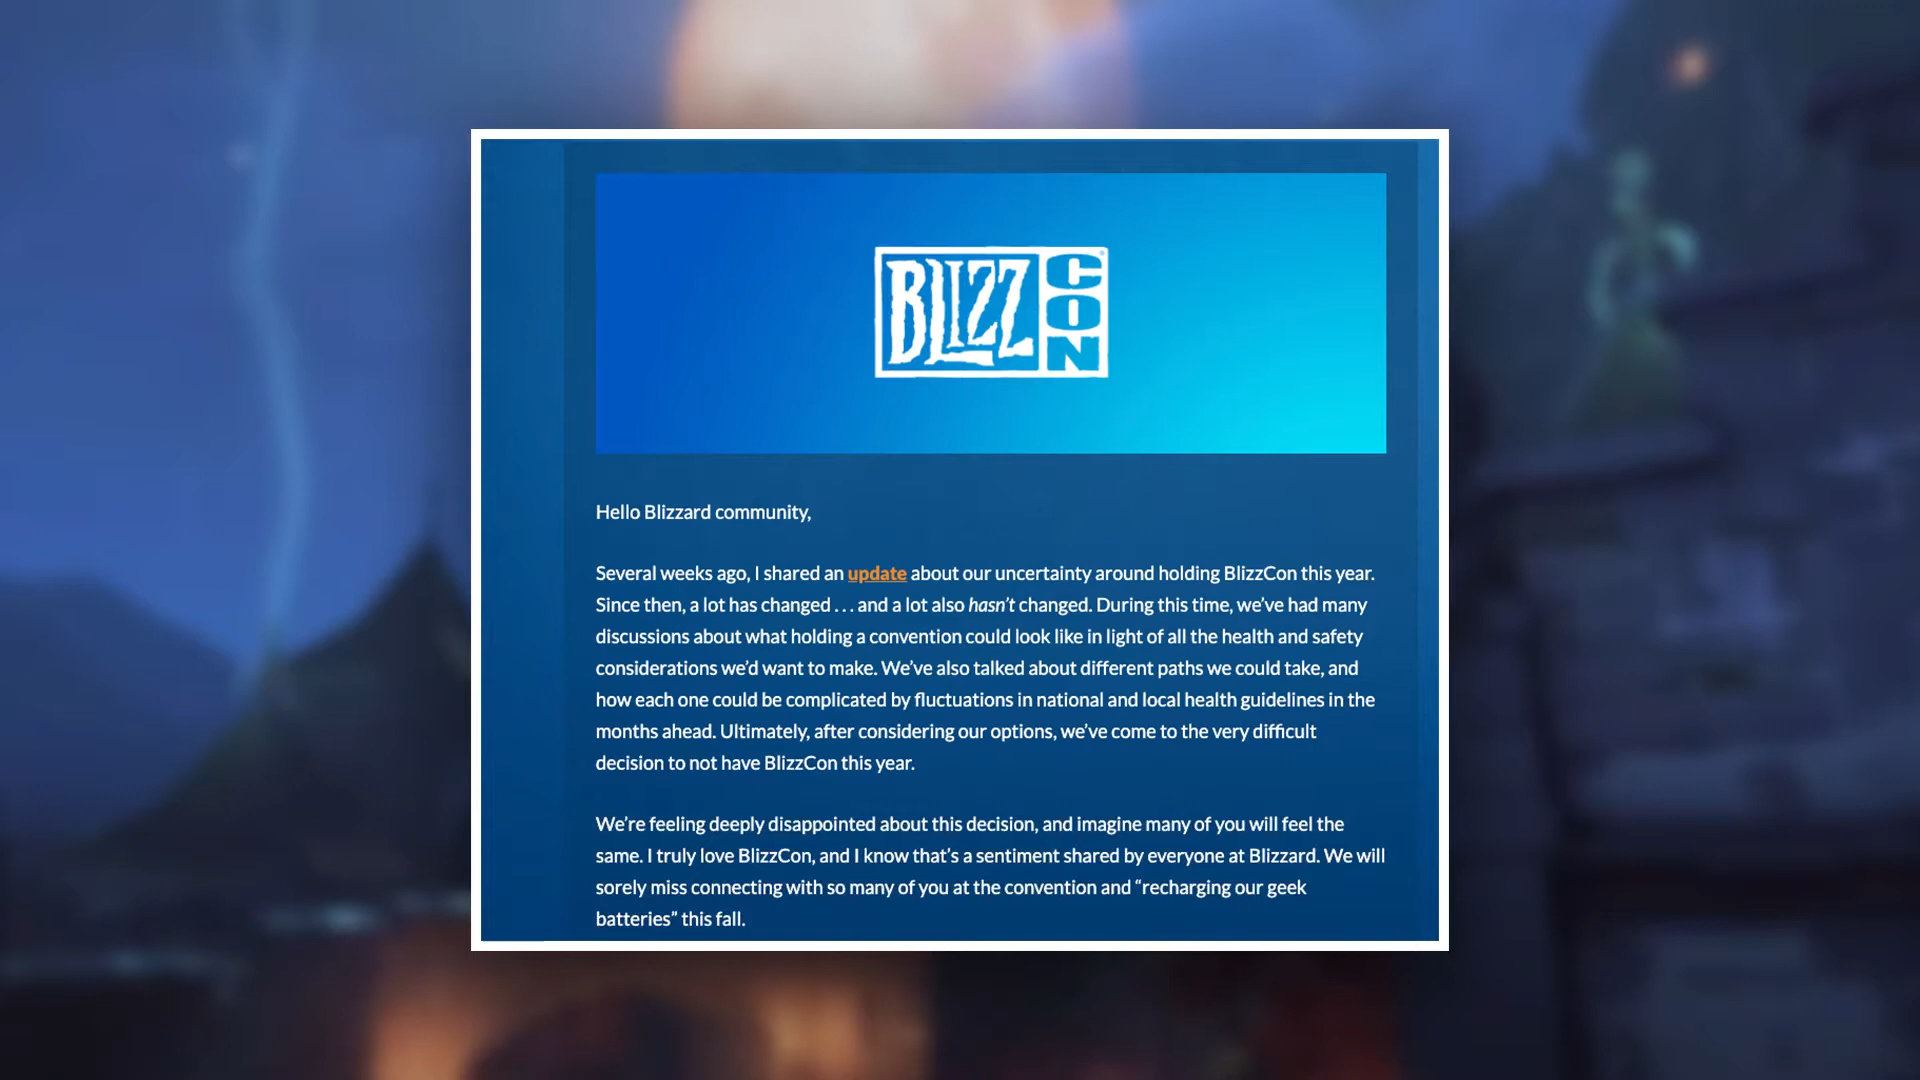 BLIZZ CON
Hello Blizzard community,
Several weeks ago, I shared an update about our uncertainty around holding BlizzCon this year.
Since then, a lot has changed . . . and a lot also hasn’t changed. During this time, we’ve had many
discussions about what holding a convention could look like in light of all the health and safety
considerations we’d want to make. We’ve also talked about different paths we could take, and
how each one could be complicated by fluctuations in national and local health guidelines in the
months ahead. Ultimately, after considering our options, we’ve come to the very difficult
decision to not have BlizzCon this year.
We’re feeling deeply disappointed about this decision, and imagine many of you will feel the
same. I truly love BlizzCon, and I know that’s a sentiment shared by everyone at Blizzard. We will
sorely miss connecting with so many of you at the convention and “recharging our geek
batteries” this fall.